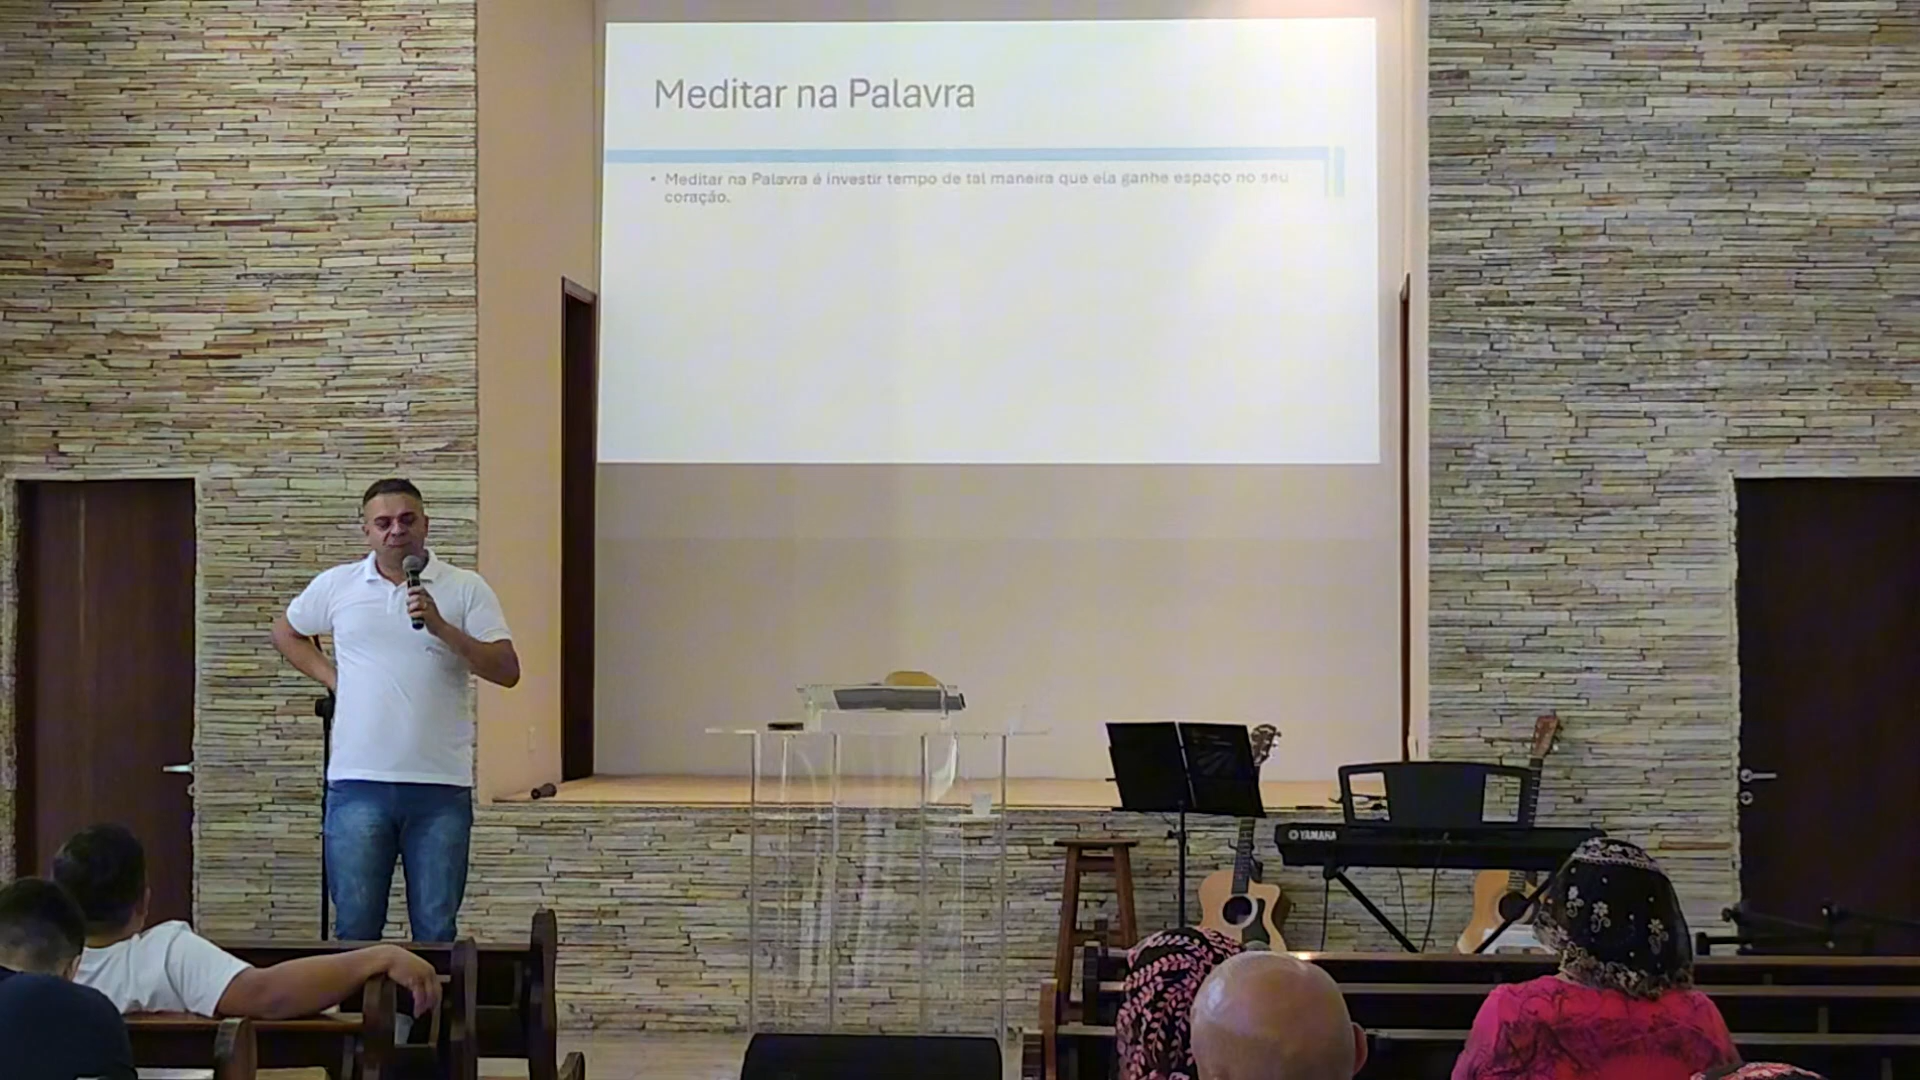 Meditar na Palavra
• Meditar na Palavra é investir tempo de tal maneira que ela ganhe espaço no seu
coração.
YAMAHA